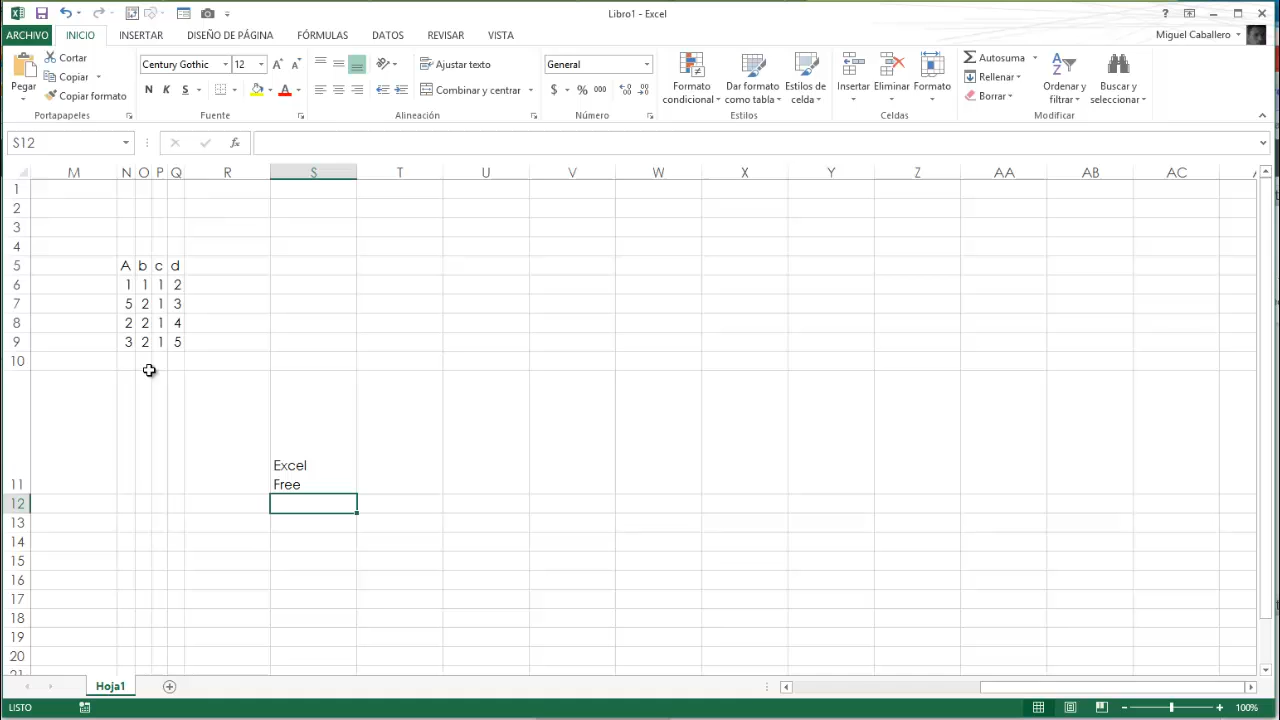 Libro1 - Excel
ARCHIVO INICIO INSERTAR DISEÑO DE PÁGINA FÓRMULAS DATOS REVISAR VISTA Miguel Caballero
Pegar
Cortar
Copiar
Copiar formato
Portapapeles
Century Gothic 12
N K S
Fuente
Ajustar texto
Combinar y centrar
Alineación
General
$ % 000
Número
Formato condicional
Dar formato como tabla
Estilos de celda
Estilos
Insertar Eliminar Formato
Celdas
Autosuma
Rellenar
Borrar
Ordenar y filtrar
Buscar y seleccionar
Modificar
S12 fx
M N O P Q R S T U V W X Y Z AA AB AC
1
2
3
4
5 A b c d
6 1 1 1 2
7 5 2 1 3
8 2 2 1 4
9 3 2 1 5
10
Excel
11 Free
12
13
14
15
16
17
18
19
20
21
Hoja1
LISTO 100%